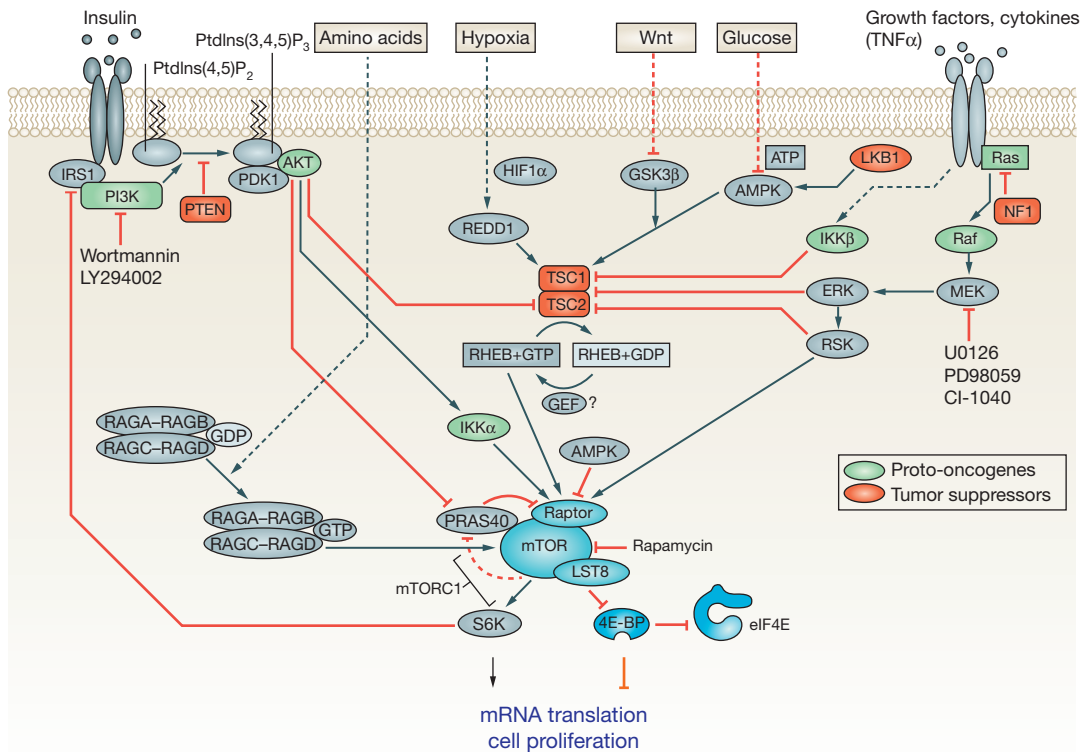 Insulin
PtdIns(3,4,5)P3
PtdIns(4,5)P2
Amino acids
Hypoxia
Wnt
Glucose
Growth factors, cytokines
(TNFα)
IRS1
PI3K
PTEN
PDK1
AKT
HIF1α
GSK3β
ATP
AMPK
LKB1
Ras
NF1
Wortmannin
LY294002
REDD1
IKKβ
Raf
TSC1
TSC2
ERK
MEK
RSK
U0126
PD98059
CI-1040
RHEB+GTP
RHEB+GDP
GEF ?
RAGA–RAGB
RAGC–RAGD
GDP
IKKα
AMPK
Proto-oncogenes
Tumor suppressors
RAGA–RAGB
RAGC–RAGD
GTP
PRAS40
Raptor
mTOR
LST8
Rapamycin
mTORC1
S6K
4E-BP
eIF4E
mRNA translation
cell proliferation